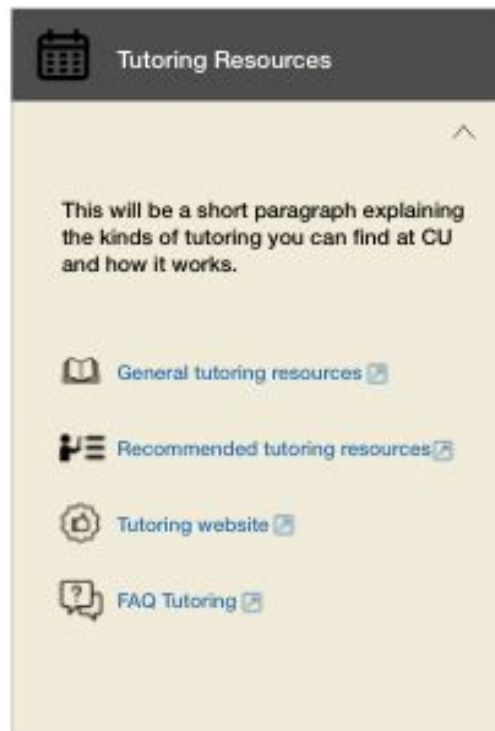 Tutoring Resources
This will be a short paragraph explaining
the kinds of tutoring you can find at CU
and how it works.
General tutoring resources
Recommended tutoring resources
Tutoring website
FAQ Tutoring